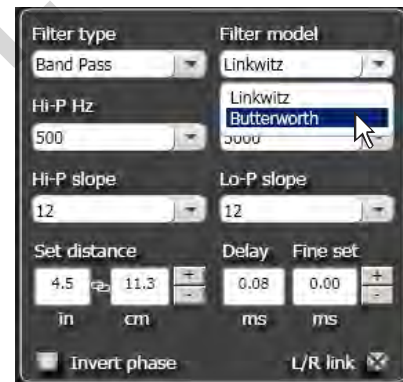 Filter type Filter model
Band Pass Linkwitz
Linkwitz
Hi-P Hz
Butterworth
500 5000
Hi-P slope Lo-P slope
12 12
Set distance Delay Fine set
4.5 11.3 + - 0.08 0.00 + -
in cm ms ms
Invert phase L/R link